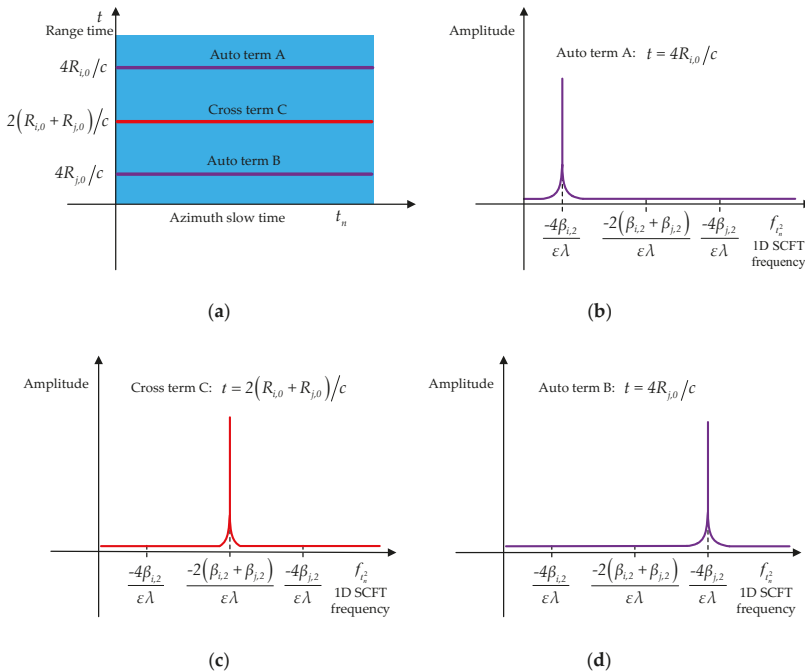 t
Range time
Auto term A
4R_{i,0}/c
Cross term C
2(R_{i,0} + R_{j,0})/c
Auto term B
4R_{j,0}/c
Azimuth slow time t_n
(a)
Amplitude
Auto term A: t = 4R_{i,0}/c
-4β_{i,2}/ελ -2(β_{i,2} + β_{j,2})/ελ -4β_{j,2}/ελ f_{t_n^2}
1D SCFT
frequency
(b)
Amplitude
Cross term C: t = 2(R_{i,0} + R_{j,0})/c
-4β_{i,2}/ελ -2(β_{i,2} + β_{j,2})/ελ -4β_{j,2}/ελ f_{t_n^2}
1D SCFT
frequency
(c)
Amplitude
Auto term B: t = 4R_{j,0}/c
-4β_{i,2}/ελ -2(β_{i,2} + β_{j,2})/ελ -4β_{j,2}/ελ f_{t_n^2}
1D SCFT
frequency
(d)